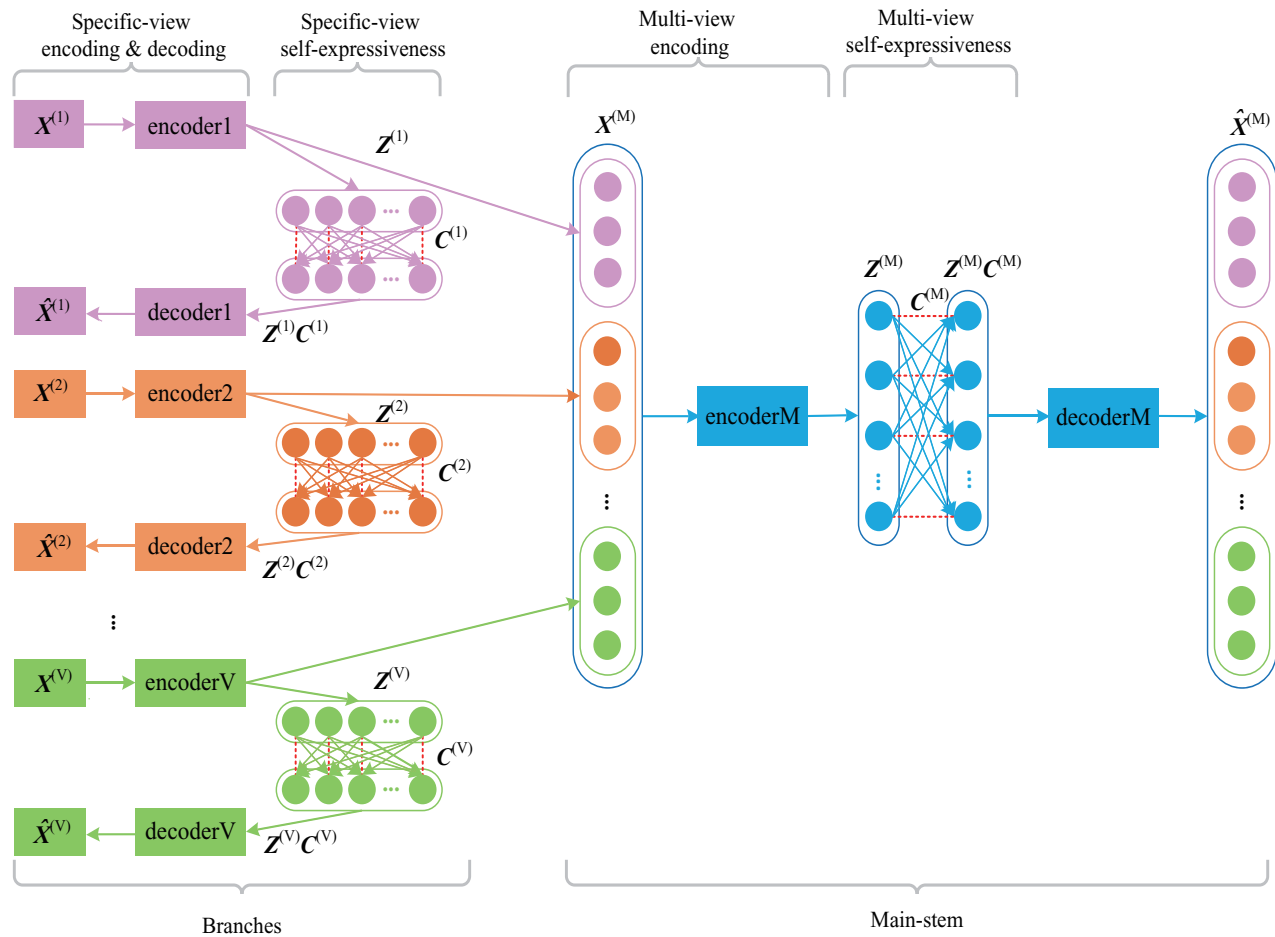 Specific-view
encoding & decoding
Specific-view
self-expressiveness
Multi-view
encoding
Multi-view
self-expressiveness
X^(1)
encoder1
Z^(1)
C^(1)
X̂^(1)
decoder1
Z^(1)C^(1)
X^(2)
encoder2
Z^(2)
C^(2)
X̂^(2)
decoder2
Z^(2)C^(2)
...
X^(V)
encoderV
Z^(V)
C^(V)
X̂^(V)
decoderV
Z^(V)C^(V)
X^(M)
...
encoderM
Z^(M)
C^(M)
Z^(M)C^(M)
decoderM
X̂^(M)
...
Branches
Main-stem